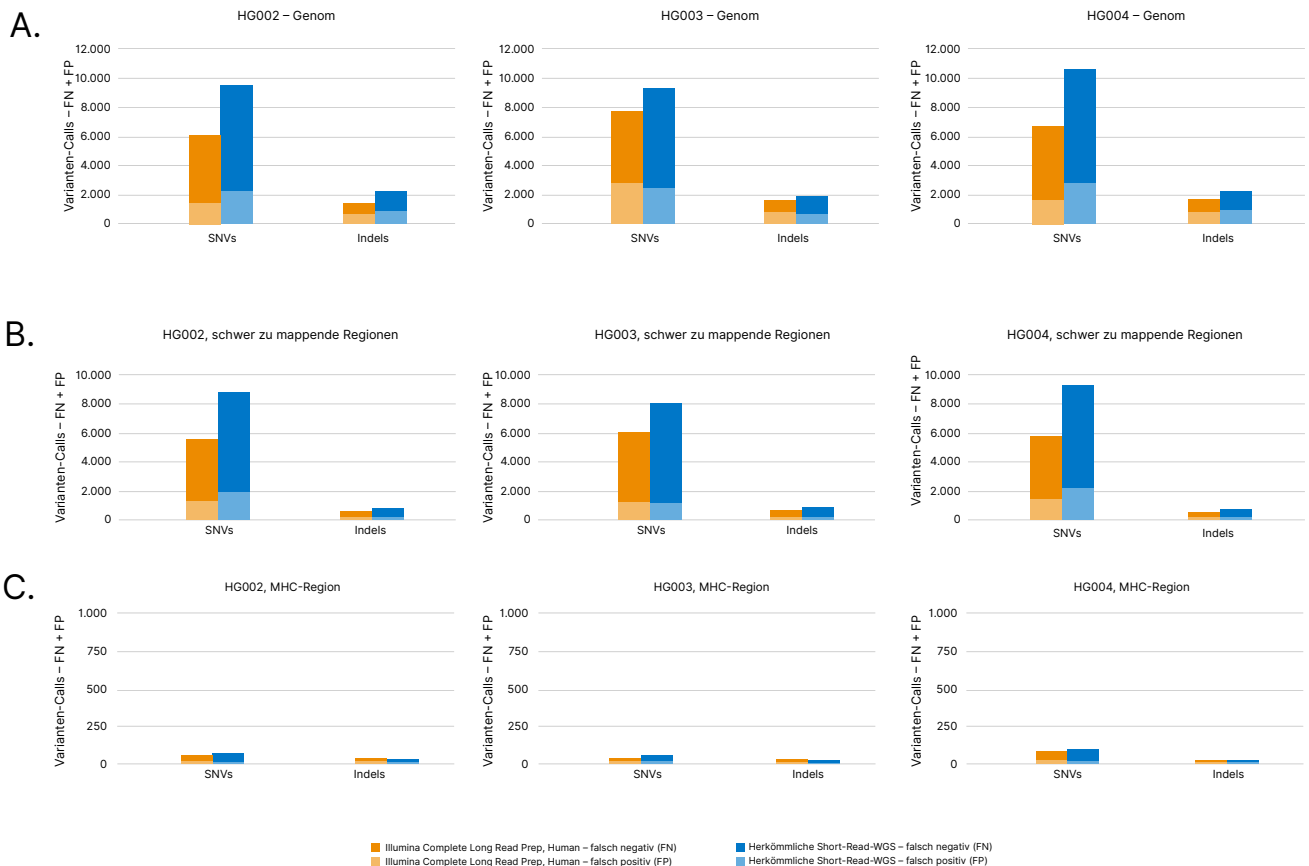 A.
HG002 – Genom
HG003 – Genom
HG004 – Genom
Varianten-Calls – FN + FP
12.000
10.000
8.000
6.000
4.000
2.000
0
SNVs
Indels
Varianten-Calls – FN + FP
12.000
10.000
8.000
6.000
4.000
2.000
0
SNVs
Indels
Varianten-Calls – FN + FP
12.000
10.000
8.000
6.000
4.000
2.000
0
SNVs
Indels
B.
HG002, schwer zu mappende Regionen
HG003, schwer zu mappende Regionen
HG004, schwer zu mappende Regionen
Varianten-Calls – FN + FP
10.000
8.000
6.000
4.000
2.000
0
SNVs
Indels
Varianten-Calls – FN + FP
10.000
8.000
6.000
4.000
2.000
0
SNVs
Indels
Varianten-Calls – FN + FP
10.000
8.000
6.000
4.000
2.000
0
SNVs
Indels
C.
HG002, MHC-Region
HG003, MHC-Region
HG004, MHC-Region
Varianten-Calls – FN + FP
1.000
750
500
250
0
SNVs
Indels
Varianten-Calls – FN + FP
1.000
750
500
250
0
SNVs
Indels
Varianten-Calls – FN + FP
1.000
750
500
250
0
SNVs
Indels
Illumina Complete Long Read Prep, Human – falsch negativ (FN)
Illumina Complete Long Read Prep, Human – falsch positiv (FP)
Herkömmliche Short-Read-WGS – falsch negativ (FN)
Herkömmliche Short-Read-WGS – falsch positiv (FP)